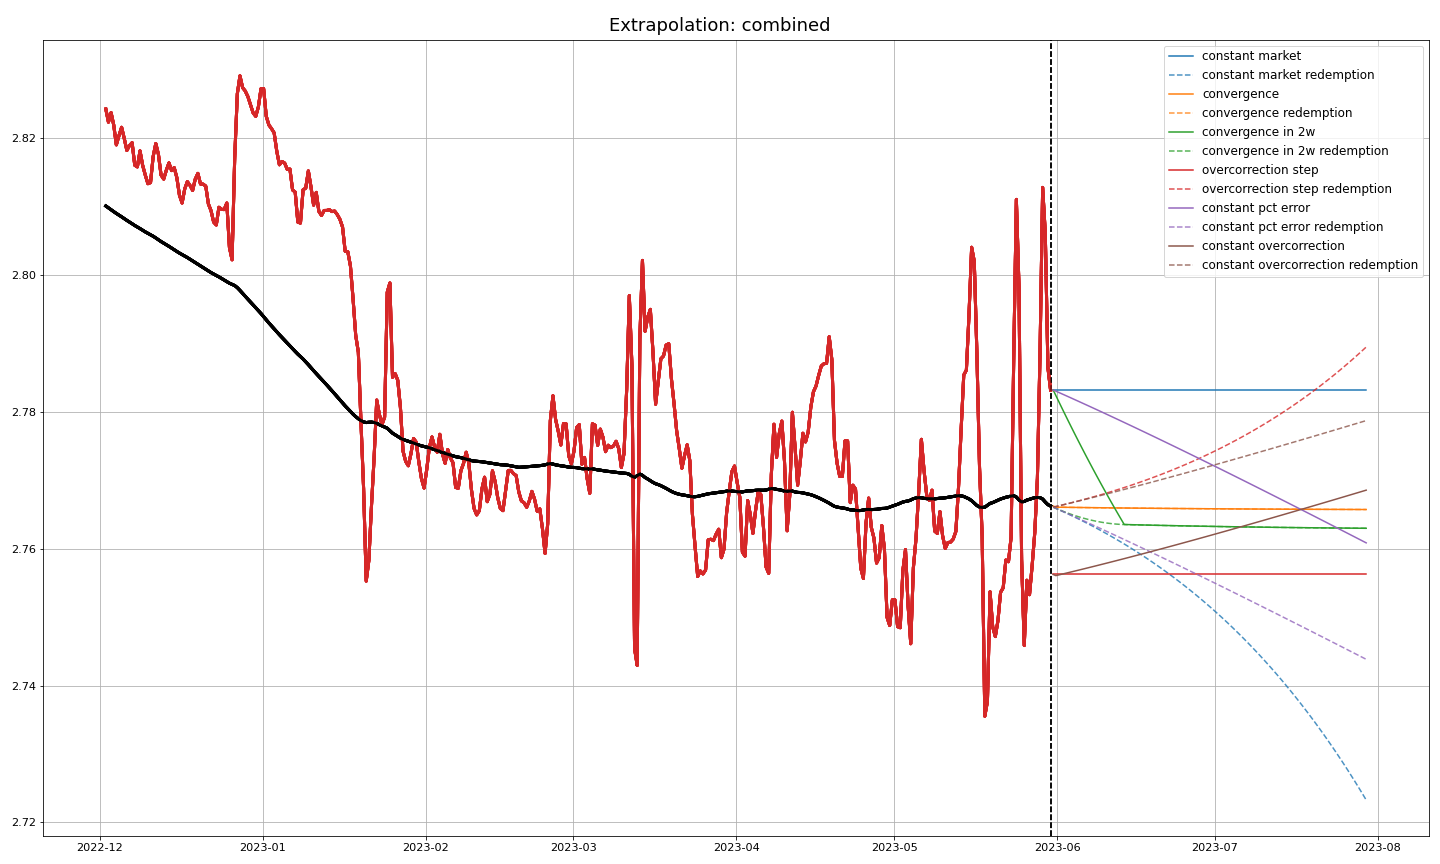 Extrapolation: combined
constant market
constant market redemption
convergence
convergence redemption
convergence in 2w
convergence in 2w redemption
overcorrection step
overcorrection step redemption
constant pct error
constant pct error redemption
constant overcorrection
constant overcorrection redemption
2.82
2.80
2.78
2.76
2.74
2.72
2022-12 2023-01 2023-02 2023-03 2023-04 2023-05 2023-06 2023-07 2023-08